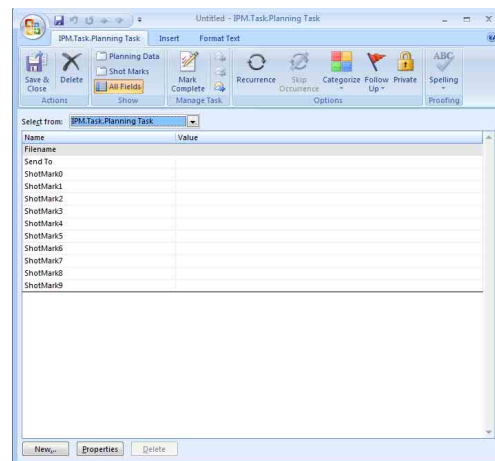 Untitled - IPM.Task.Planning Task
IPM.Task.Planning Task Insert Format Text
Save & Close
Delete
Actions
Planning Data
Shot Marks
All Fields
Show
Mark Complete
Manage Task
Recurrence
Skip Occurrence
Categorize
Follow Up
Private
Options
ABC
Spelling
Proofing
Select from: IPM.Task.Planning Task
Name Value
Filename
Send To
ShotMark0
ShotMark1
ShotMark2
ShotMark3
ShotMark4
ShotMark5
ShotMark6
ShotMark7
ShotMark8
ShotMark9
New... Properties Delete